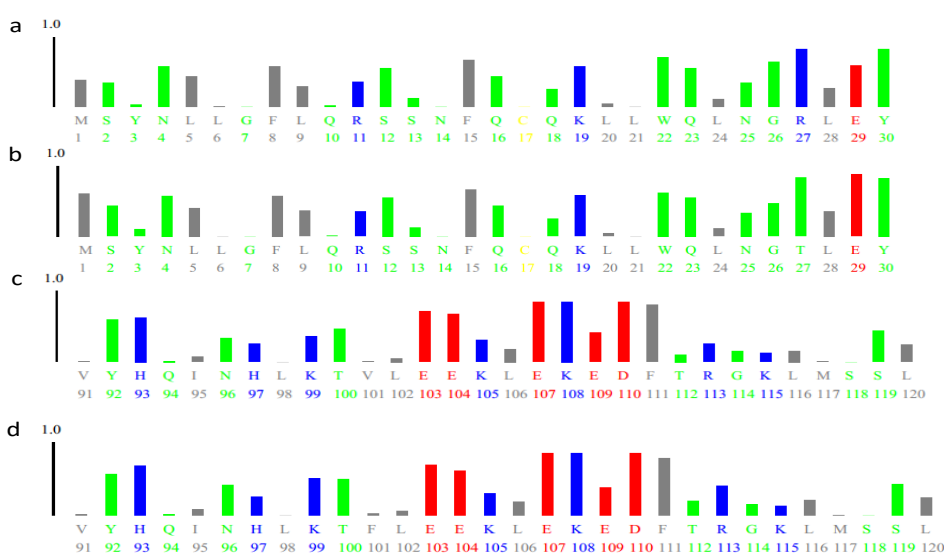 a 1.0
M S Y N L L G F L Q R S S N F Q C Q K L L W Q L N G R L E Y
1 2 3 4 5 6 7 8 9 10 11 12 13 14 15 16 17 18 19 20 21 22 23 24 25 26 27 28 29 30
b 1.0
M S Y N L L G F L Q R S S N F Q C Q K L L W Q L N G T L E Y
1 2 3 4 5 6 7 8 9 10 11 12 13 14 15 16 17 18 19 20 21 22 23 24 25 26 27 28 29 30
c 1.0
V Y H Q I N H L K T V L E E K L E K E D F T R G K L M S S L
91 92 93 94 95 96 97 98 99 100 101 102 103 104 105 106 107 108 109 110 111 112 113 114 115 116 117 118 119 120
d 1.0
V Y H Q I N H L K T F L E E K L E K E D F T R G K L M S S L
91 92 93 94 95 96 97 98 99 100 101 102 103 104 105 106 107 108 109 110 111 112 113 114 115 116 117 118 119 120